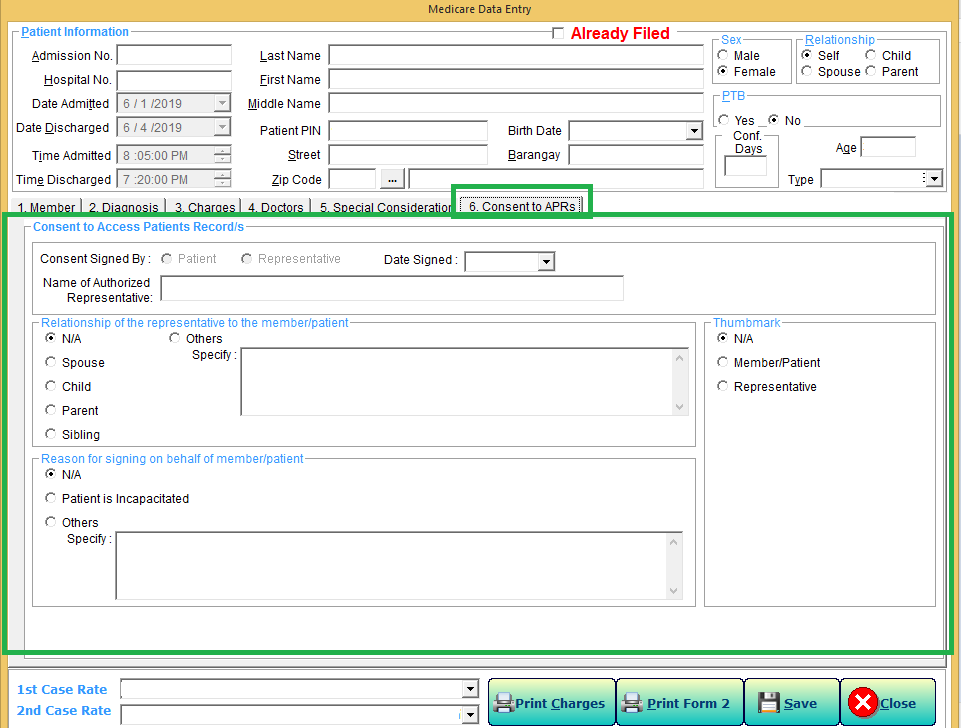 Medicare Data Entry
Patient Information
Already Filed
Admission No.
Hospital No.
Date Admitted 6 / 1 /2019
Date Discharged 6 / 4 /2019
Time Admitted 8 :05:00 PM
Time Discharged 7 :20:00 PM
Last Name
First Name
Middle Name
Patient PIN
Birth Date
Street
Barangay
Zip Code ...
Sex
Male
Female
Relationship
Self Child
Spouse Parent
PTB
Yes No
Conf.
Days
Age
Type
1. Member 2. Diagnosis 3. Charges 4. Doctors 5. Special Consideration 6. Consent to APRs
Consent to Access Patients Record/s
Consent Signed By : Patient Representative Date Signed :
Name of Authorized
Representative:
Relationship of the representative to the member/patient
N/A Others
Specify :
Spouse
Child
Parent
Sibling
Thumbmark
N/A
Member/Patient
Representative
Reason for signing on behalf of member/patient
N/A
Patient is Incapacitated
Others
Specify :
1st Case Rate
2nd Case Rate
Print Charges Print Form 2 Save Close